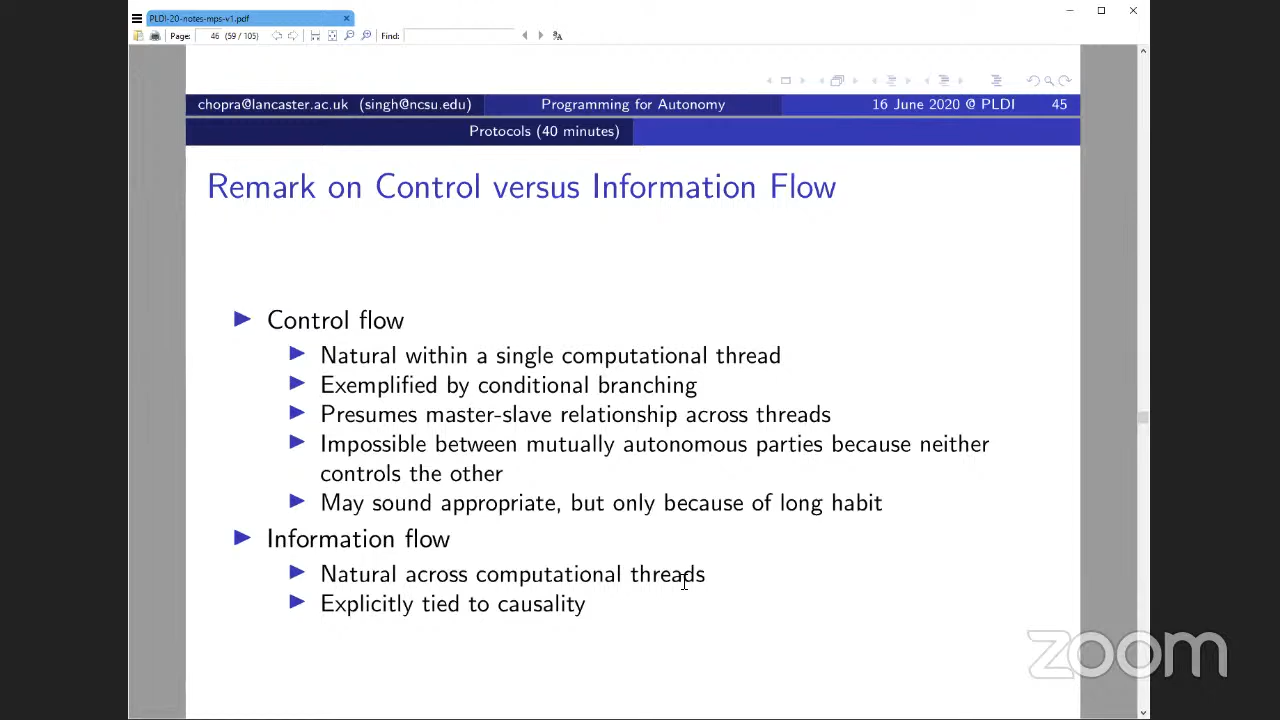 PLDI-20-notes-mps-v1.pdf
Page: 46 (59 / 105) Find:
chopra@lancaster.ac.uk (singh@ncsu.edu) Programming for Autonomy 16 June 2020 @ PLDI 45
Protocols (40 minutes)
Remark on Control versus Information Flow
Control flow
Natural within a single computational thread
Exemplified by conditional branching
Presumes master-slave relationship across threads
Impossible between mutually autonomous parties because neither
controls the other
May sound appropriate, but only because of long habit
Information flow
Natural across computational threads
Explicitly tied to causality
zoom